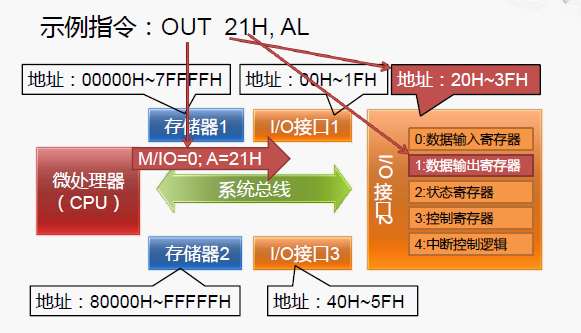 示例指令：OUT 21H, AL
地址：00000H~7FFFFH
地址：00H~1FH
地址：20H~3FH
存储器1
I/O接口1
微处理器
（CPU）
M/IO=0; A=21H
系统总线
I/O接口2
0:数据输入寄存器
1:数据输出寄存器
2:状态寄存器
3:控制寄存器
4:中断控制逻辑
存储器2
I/O接口3
地址：80000H~FFFFFH
地址：40H~5FH